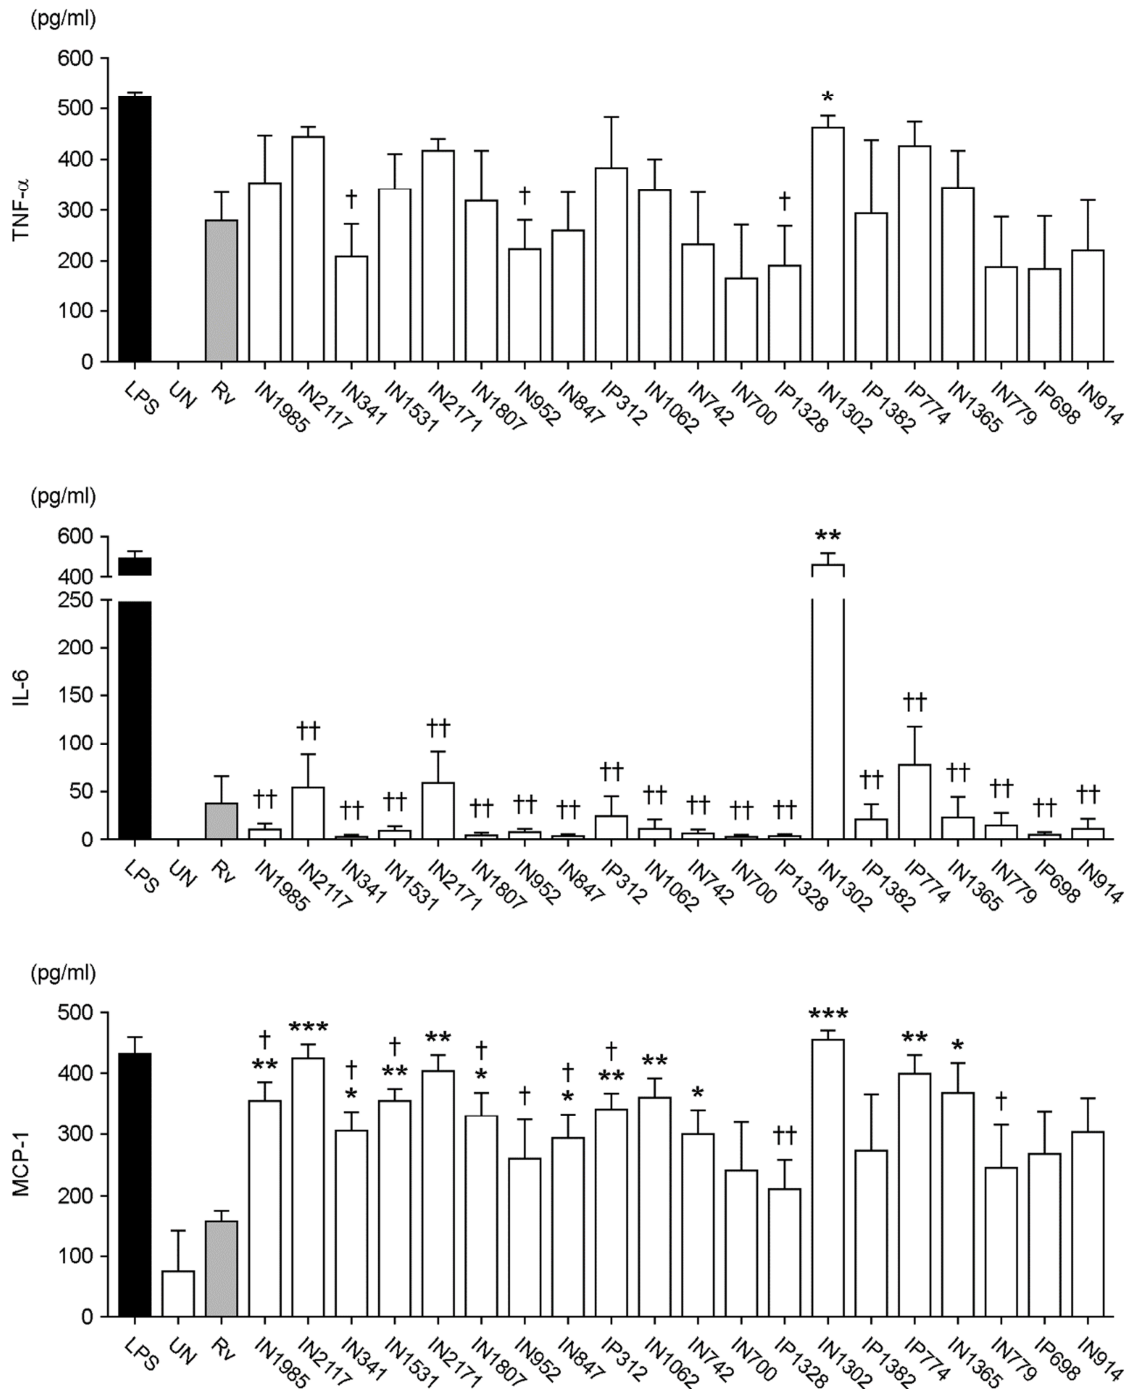 (pg/ml)
TNF-α
600
500
400
300
200
100
0
*
† † †
LPS UN Rv IN1985 IN2117 IN341 IN1531 IN2171 IN1807 IN952 IN847 IP312 IN1062 IN742 IN700 IP1328 IN1302 IP1382 IP774 IN1365 IN779 IP698 IN914
(pg/ml)
IL-6
600
400
250
200
150
100
50
0
**
†† †† †† †† †† †† †† †† †† †† †† †† †† †† †† †† †† †† ††
LPS UN Rv IN1985 IN2117 IN341 IN1531 IN2171 IN1807 IN952 IN847 IP312 IN1062 IN742 IN700 IP1328 IN1302 IP1382 IP774 IN1365 IN779 IP698 IN914
(pg/ml)
MCP-1
500
400
300
200
100
0
† † † † † † † † ††
** *** * ** ** * * ** ** * *** ** *
LPS UN Rv IN1985 IN2117 IN341 IN1531 IN2171 IN1807 IN952 IN847 IP312 IN1062 IN742 IN700 IP1328 IN1302 IP1382 IP774 IN1365 IN779 IP698 IN914